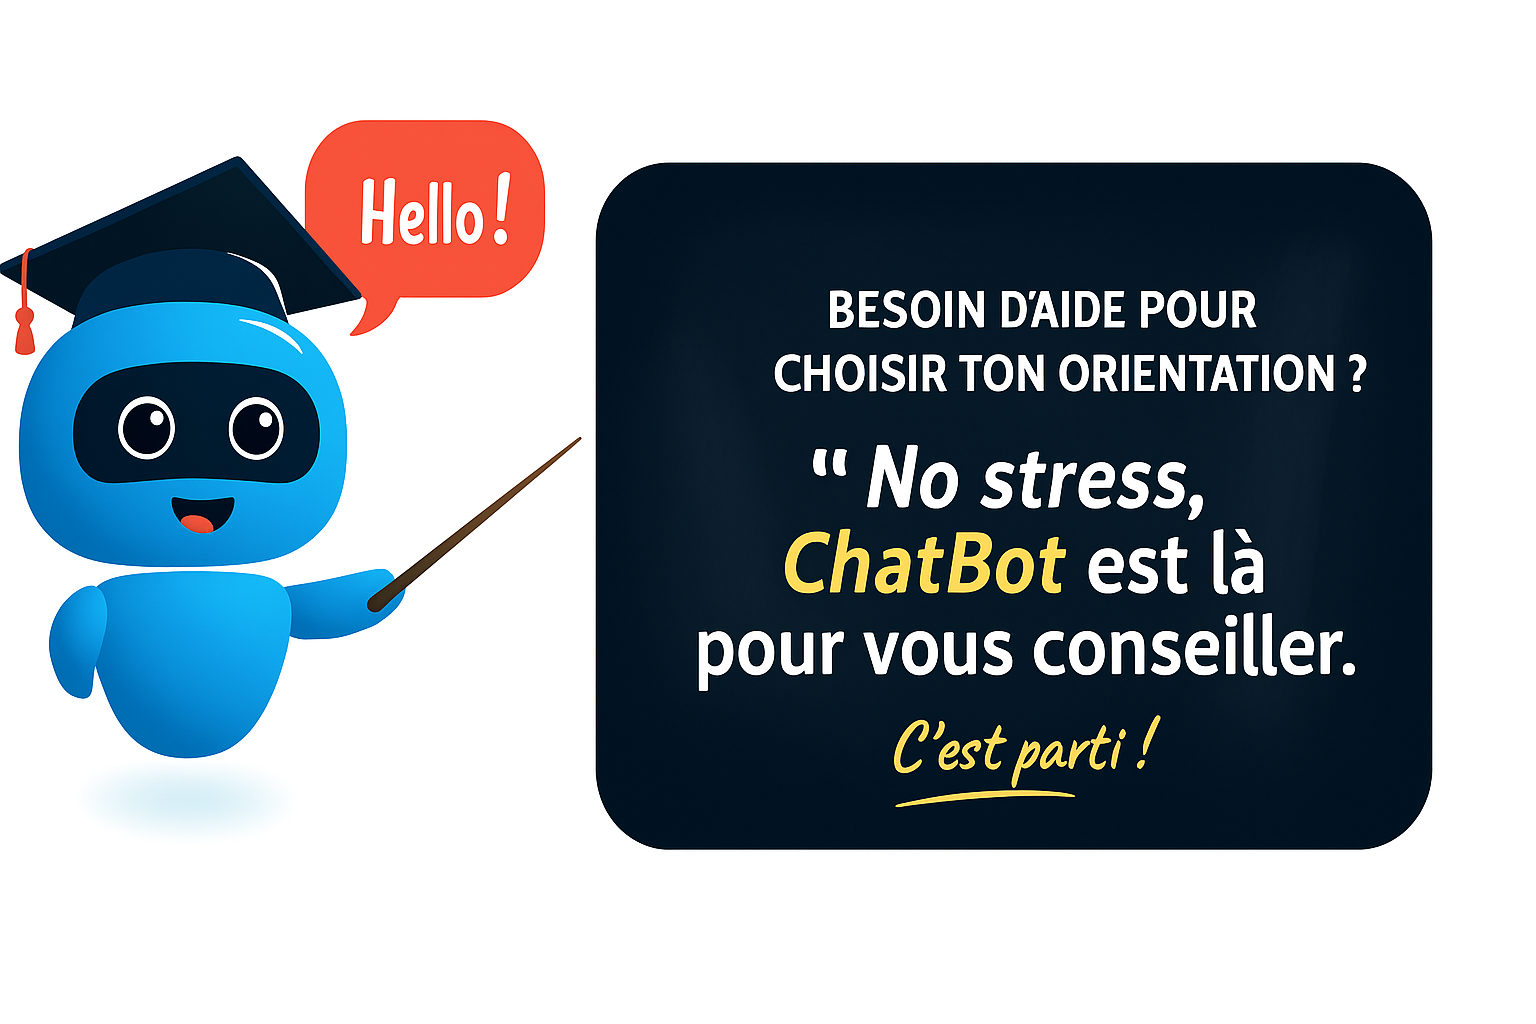 Hello !
BESOIN D'AIDE POUR
CHOISIR TON ORIENTATION ?
“ No stress,
ChatBot est là
pour vous conseiller.
C'est parti !